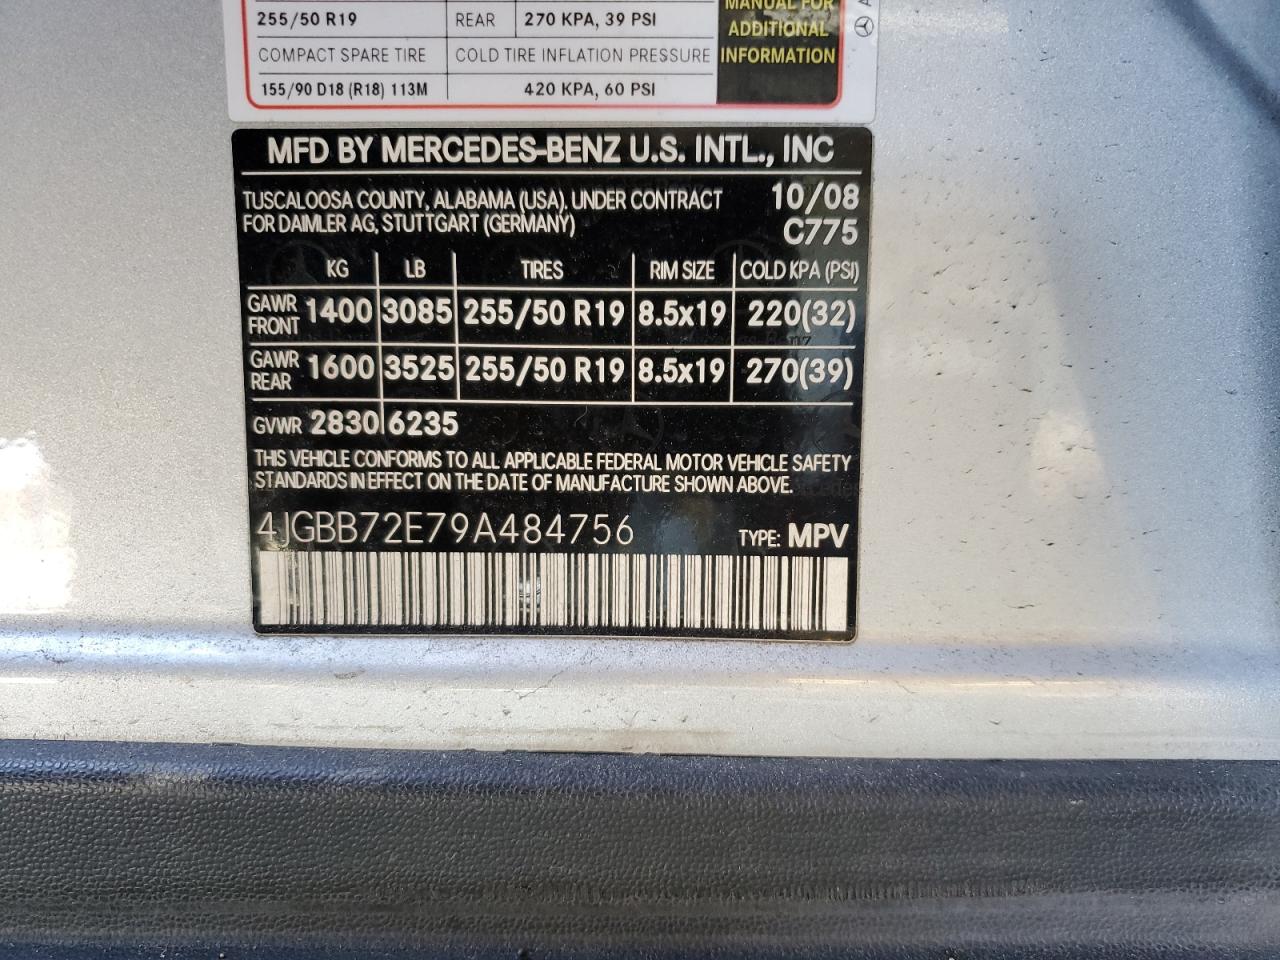 MANUAL FOR
255/50 R19 REAR 270 KPA, 39 PSI ADDITIONAL
COMPACT SPARE TIRE COLD TIRE INFLATION PRESSURE INFORMATION
155/90 D18 (R18) 113M 420 KPA, 60 PSI
MFD BY MERCEDES-BENZ U.S. INTL., INC
TUSCALOOSA COUNTY, ALABAMA (USA), UNDER CONTRACT 10/08
FOR DAIMLER AG, STUTTGART (GERMANY) C775
KG LB TIRES RIM SIZE COLD KPA (PSI)
GAWR FRONT 1400 3085 255/50 R19 8.5x19 220(32)
GAWR REAR 1600 3525 255/50 R19 8.5x19 270(39)
GVWR 2830 6235
THIS VEHICLE CONFORMS TO ALL APPLICABLE FEDERAL MOTOR VEHICLE SAFETY
STANDARDS IN EFFECT ON THE DATE OF MANUFACTURE SHOWN ABOVE.
4JGBB72E79A484756 TYPE: MPV